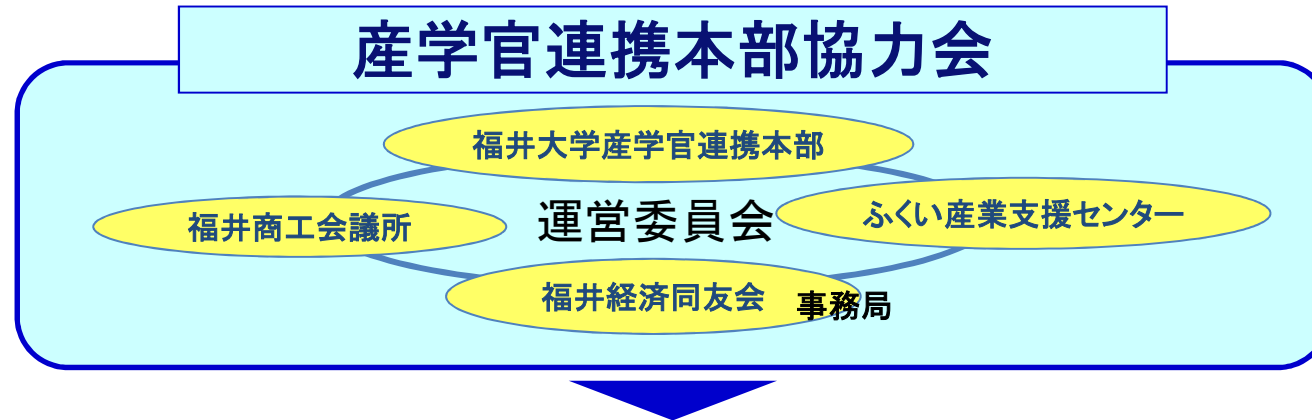 産学官連携本部協力会
福井大学産学官連携本部
福井商工会議所
運営委員会
ふくい産業支援センター
福井経済同友会
事務局